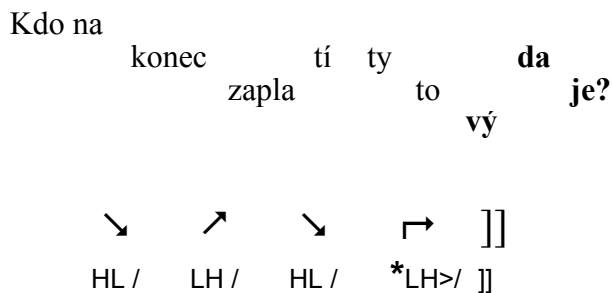 Kdo na
konec tí ty da
zapla to je?
vý
↘ ↗ ↘ ↱ ]]
HL / LH / HL / *LH>/ ]]